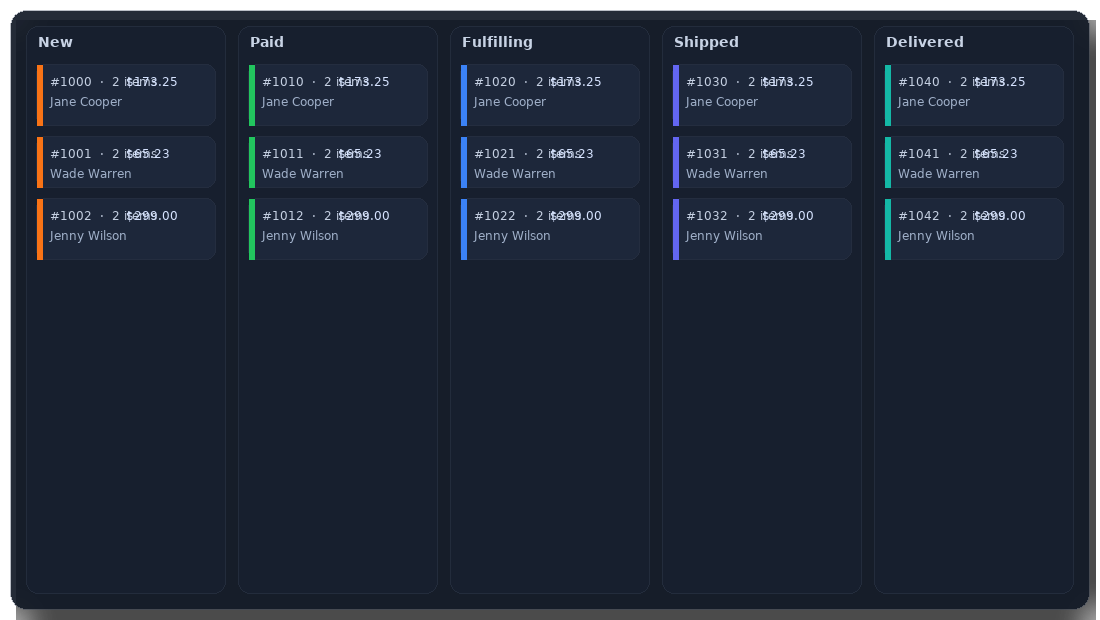 New
#1000 · 2 items $173.25
Jane Cooper
#1001 · 2 items $65.23
Wade Warren
#1002 · 2 items $299.00
Jenny Wilson
Paid
#1010 · 2 items $173.25
Jane Cooper
#1011 · 2 items $65.23
Wade Warren
#1012 · 2 items $299.00
Jenny Wilson
Fulfilling
#1020 · 2 items $173.25
Jane Cooper
#1021 · 2 items $65.23
Wade Warren
#1022 · 2 items $299.00
Jenny Wilson
Shipped
#1030 · 2 items $173.25
Jane Cooper
#1031 · 2 items $65.23
Wade Warren
#1032 · 2 items $299.00
Jenny Wilson
Delivered
#1040 · 2 items $173.25
Jane Cooper
#1041 · 2 items $65.23
Wade Warren
#1042 · 2 items $299.00
Jenny Wilson